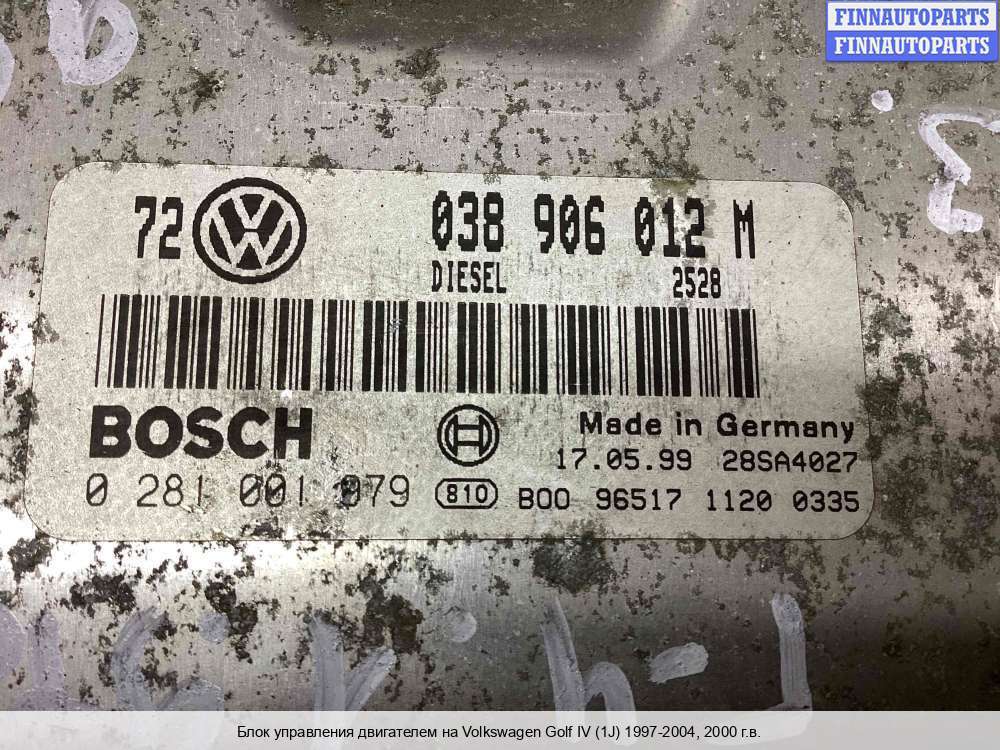 FINNAUTOPARTS
FINNAUTOPARTS
72 038 906 012 M
DIESEL 2528
BOSCH
Made in Germany
17.05.99 28SA4027
0 281 001 979 810 B00 96517 1120 0335
Блок управления двигателем на Volkswagen Golf IV (1J) 1997-2004, 2000 г.в.